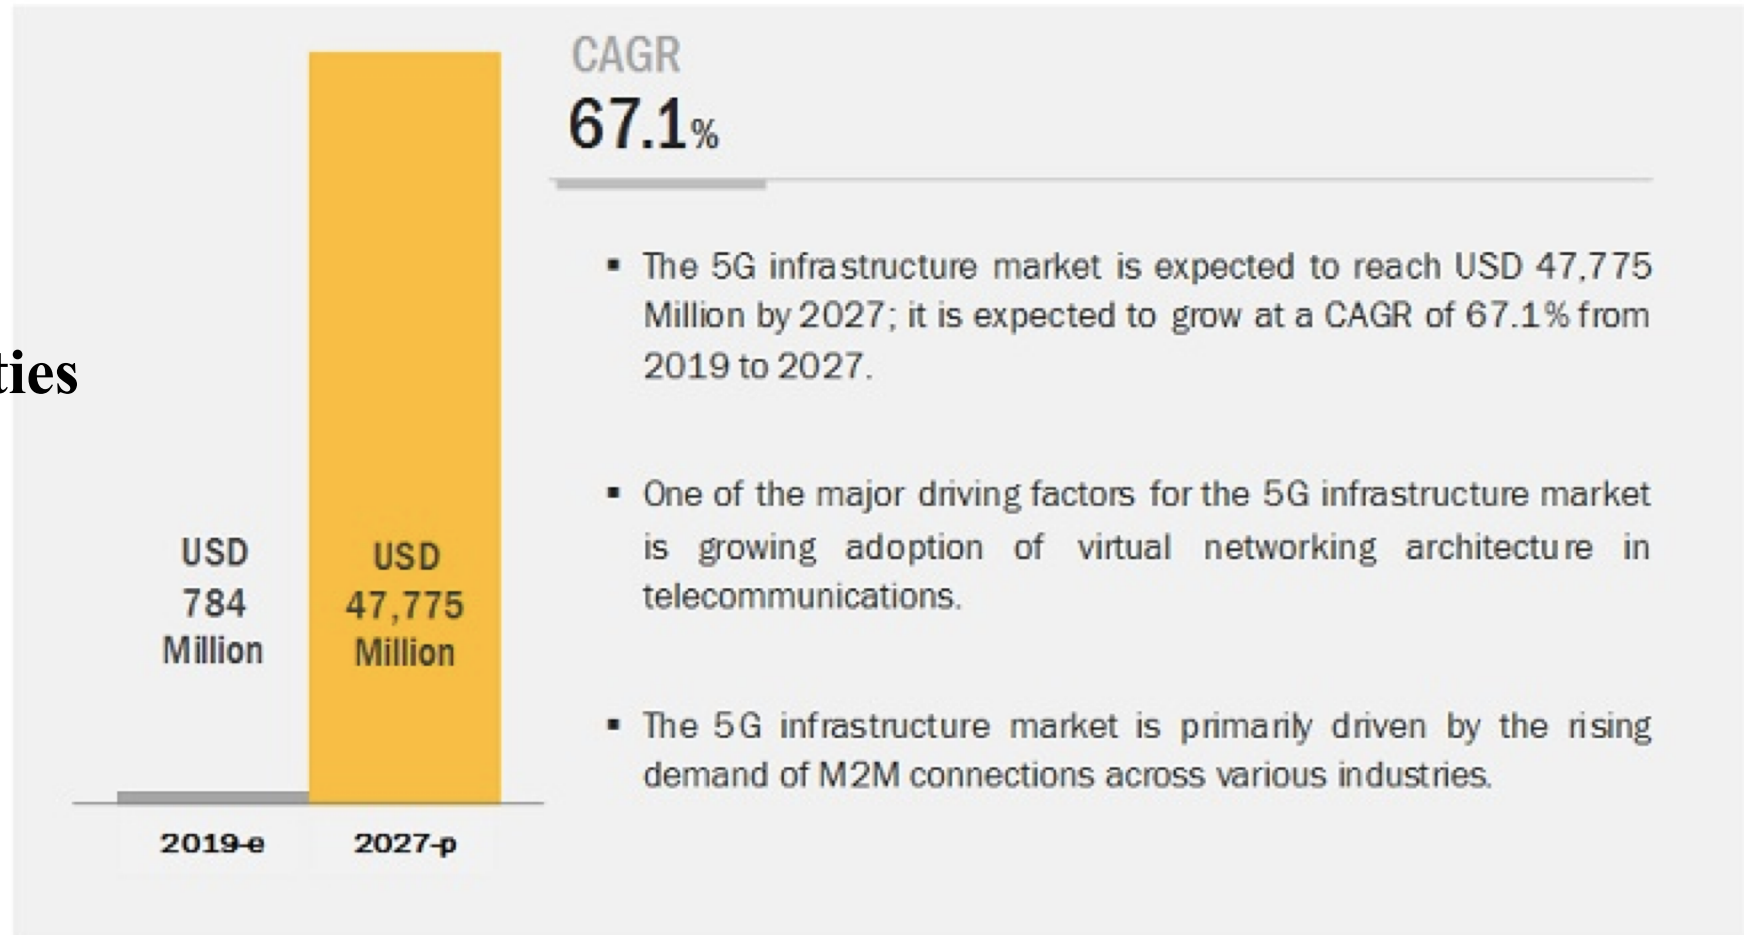 CAGR
67.1%
The 5G infrastructure market is expected to reach USD 47,775
Million by 2027; it is expected to grow at a CAGR of 67.1% from
2019 to 2027.
ties
One of the major driving factors for the 5G infrastructure market
is growing adoption of virtual networking architecture in
telecommunications.
The 5G infrastructure market is primarily driven by the rising
demand of M2M connections across various industries.
USD
784
Million
USD
47,775
Million
2019-e
2027-p